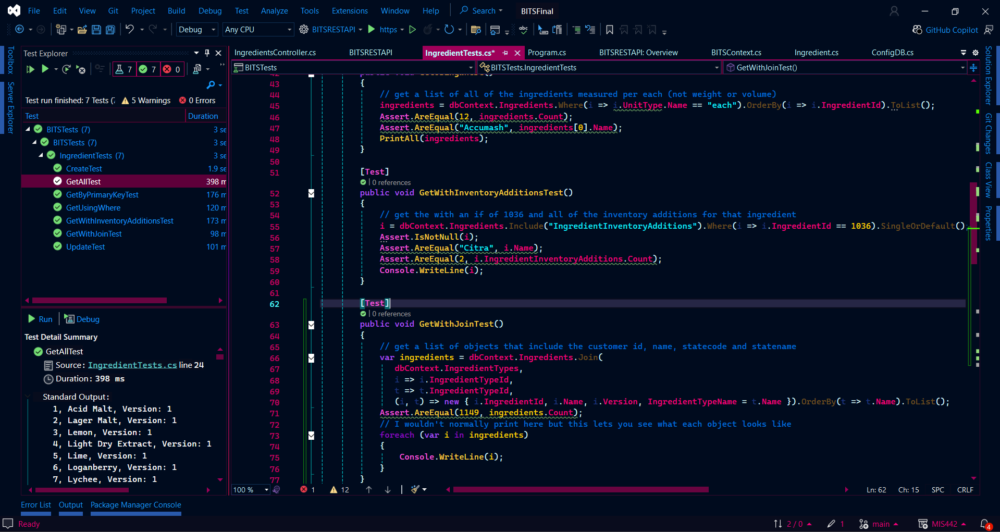 File Edit View Git Project Build Debug Test Analyze Tools Extensions Window Help Search BITSFinal
Debug Any CPU BITSRESTAPI https abc GitHub Copilot
Toolbox
Server Explorer
Test Explorer
7 7 0
Test run finished: 7 Tests (7 5 Warnings 0 Errors
Test Duration
BITSTests (7) 3 se
BITSTests (7) 3 se
IngredientTests (7) 3 se
CreateTest 1.9 se
GetAllTest 398 m
GetByPrimaryKeyTest 176 m
GetUsingWhere 120 m
GetWithInventoryAdditionsTest 173 m
GetWithJoinTest 98 m
UpdateTest 101 m
Run Debug
Test Detail Summary
GetAllTest
Source: IngredientTests.cs line 24
Duration: 398 ms
Standard Output:
1, Acid Malt, Version: 1
2, Lager Malt, Version: 1
3, Lemon, Version: 1
4, Light Dry Extract, Version: 1
5, Lime, Version: 1
6, Loganberry, Version: 1
7, Lychee, Version: 1
IngredientsController.cs BITSRESTAPI IngredientTests.cs* Program.cs BITSRESTAPI: Overview BITSContext.cs Ingredient.cs ConfigDB.cs
BITSTests BITSTests.IngredientTests GetWithJoinTest()
43 {
44 // get a list of all of the ingredients measured per each (not weight or volume)
45 ingredients = dbContext.Ingredients.Where(i => i.UnitType.Name == "each").OrderBy(i => i.IngredientId).ToList();
46 Assert.AreEqual(12, ingredients.Count);
47 Assert.AreEqual("Accumash", ingredients[0].Name);
48 PrintAll(ingredients);
49 }
50
51 [Test]
0 references
52 public void GetWithInventoryAdditionsTest()
53 {
54 // get the with an if of 1036 and all of the inventory additions for that ingredient
55 i = dbContext.Ingredients.Include("IngredientInventoryAdditions").Where(i => i.IngredientId == 1036).SingleOrDefault();
56 Assert.IsNotNull(i);
57 Assert.AreEqual("Citra", i.Name);
58 Assert.AreEqual(2, i.IngredientInventoryAdditions.Count);
59 Console.WriteLine(i);
60 }
61
62 [Test]
0 references
63 public void GetWithJoinTest()
64 {
65 // get a list of objects that include the customer id, name, statecode and statename
66 var ingredients = dbContext.Ingredients.Join(
67 dbContext.IngredientTypes,
68 i => i.IngredientTypeId,
69 t => t.IngredientTypeId,
70 (i, t) => new { i.IngredientId, i.Name, i.Version, IngredientTypeName = t.Name }).OrderBy(t => t.Name).ToList();
71 Assert.AreEqual(1149, ingredients.Count);
72 // I wouldn't normally print here but this lets you see what each object looks like
73 foreach (var i in ingredients)
74 {
75 Console.WriteLine(i);
76 }
77 }
100 % 1 12 Ln: 62 Ch: 15 SPC CRLF
Solution Explorer
Git Changes
Class View
Properties
Error List Output Package Manager Console
Ready 2 / 0 1 main MIS442 4